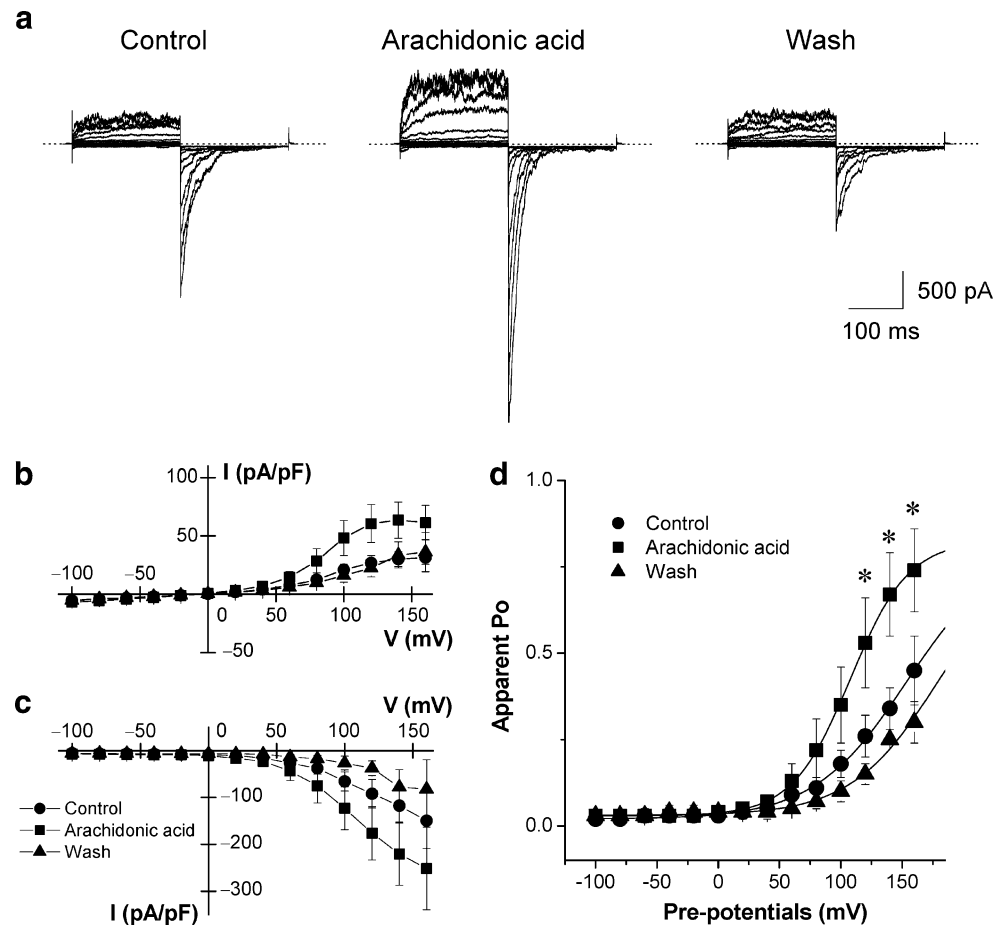 a
Control
Arachidonic acid
Wash
500 pA
100 ms
b
I (pA/pF)
100
50
−100
−50
0
50
100
150
V (mV)
−50
c
V (mV)
−100
−50
0
50
100
150
−100
−200
−300
Control
Arachidonic acid
Wash
I (pA/pF)
d
1.0
0.5
0.0
Apparent Po
Control
Arachidonic acid
Wash
*
*
*
-100
-50
0
50
100
150
Pre-potentials (mV)